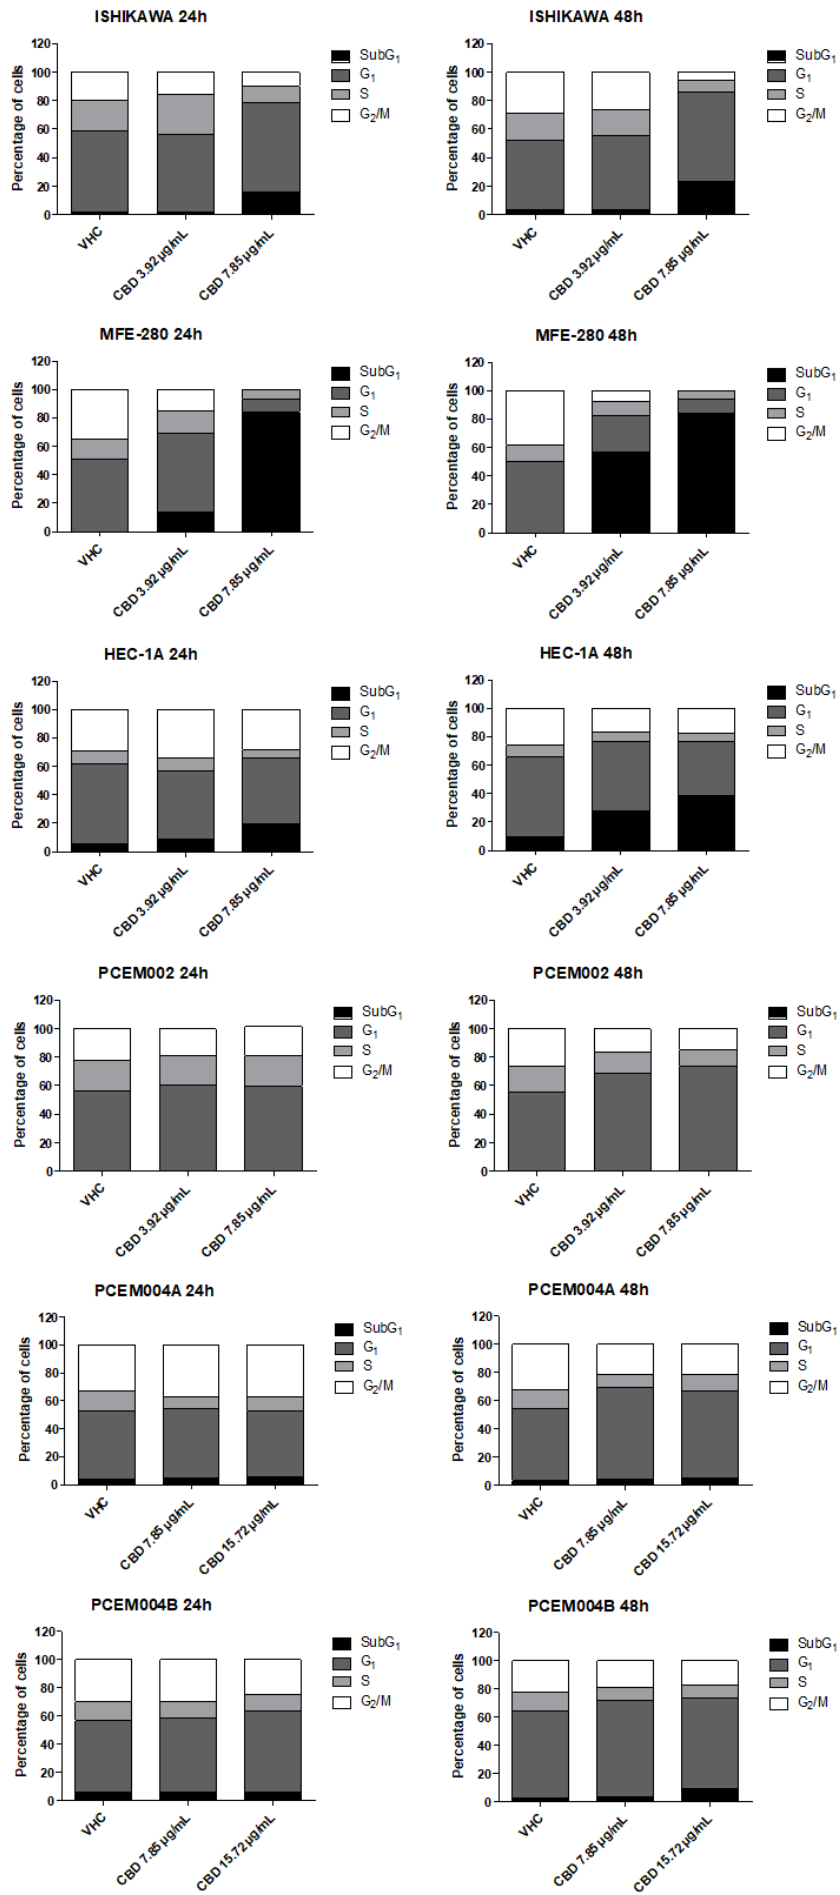 ISHIKAWA 24h
Percentage of cells
120
100
80
60
40
20
0
VHC
CBD 3.92 µg/mL
CBD 7.85 µg/mL
SubG₁
G₁
S
G₂/M
ISHIKAWA 48h
Percentage of cells
120
100
80
60
40
20
0
VHC
CBD 3.92 µg/mL
CBD 7.85 µg/mL
SubG₁
G₁
S
G₂/M
MFE-280 24h
Percentage of cells
120
100
80
60
40
20
0
VHC
CBD 3.92 µg/mL
CBD 7.85 µg/mL
SubG₁
G₁
S
G₂/M
MFE-280 48h
Percentage of cells
120
100
80
60
40
20
0
VHC
CBD 3.92 µg/mL
CBD 7.85 µg/mL
SubG₁
G₁
S
G₂/M
HEC-1A 24h
Percentage of cells
120
100
80
60
40
20
0
VHC
CBD 3.92 µg/mL
CBD 7.85 µg/mL
SubG₁
G₁
S
G₂/M
HEC-1A 48h
Percentage of cells
120
100
80
60
40
20
0
VHC
CBD 3.92 µg/mL
CBD 7.85 µg/mL
SubG₁
G₁
S
G₂/M
PCEM002 24h
Percentage of cells
120
100
80
60
40
20
0
VHC
CBD 3.92 µg/mL
CBD 7.85 µg/mL
SubG₁
G₁
S
G₂/M
PCEM002 48h
Percentage of cells
120
100
80
60
40
20
0
VHC
CBD 3.92 µg/mL
CBD 7.85 µg/mL
SubG₁
G₁
S
G₂/M
PCEM004A 24h
Percentage of cells
120
100
80
60
40
20
0
VHC
CBD 7.85 µg/mL
CBD 15.72 µg/mL
SubG₁
G₁
S
G₂/M
PCEM004A 48h
Percentage of cells
120
100
80
60
40
20
0
VHC
CBD 7.85 µg/mL
CBD 15.72 µg/mL
SubG₁
G₁
S
G₂/M
PCEM004B 24h
Percentage of cells
120
100
80
60
40
20
0
VHC
CBD 7.85 µg/mL
CBD 15.72 µg/mL
SubG₁
G₁
S
G₂/M
PCEM004B 48h
Percentage of cells
120
100
80
60
40
20
0
VHC
CBD 7.85 µg/mL
CBD 15.72 µg/mL
SubG₁
G₁
S
G₂/M